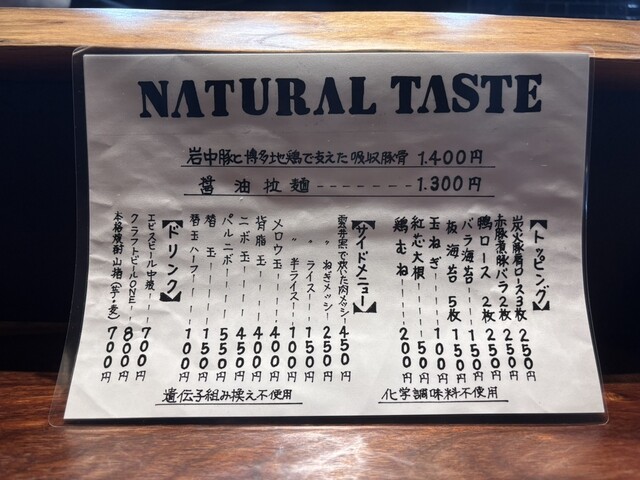 NATURAL TASTE
岩中豚と博多地鶏で支えた吸収豚骨 1.400円
醤油拉麺------- 1.300円
【トッピング】
炭火豚肩ロース3枚 250円
赤豚煮豚バラ2枚 250円
鴨ロース 2枚 250円
バラ海苔---150円
板海苔 5枚 150円
玉ねぎ---100円
紅芯大根---150円
鶏むね---200円
【サイドメニュー】
雲井窯で炊く肉メシ--450円
〃 ねぎメシ--250円
〃 ライス--150円
〃 半ライス--100円
メロウ玉---400円
背脂玉---400円
ニボ玉---450円
パルニボ---550円
替玉---150円
替玉ハーフ---100円
【ドリンク】
エビスビール中瓶---700円
クラフトビールONE--800円
本格焼酎山猪(芋・麦) 700円
遺伝子組み換え不使用
化学調味料不使用